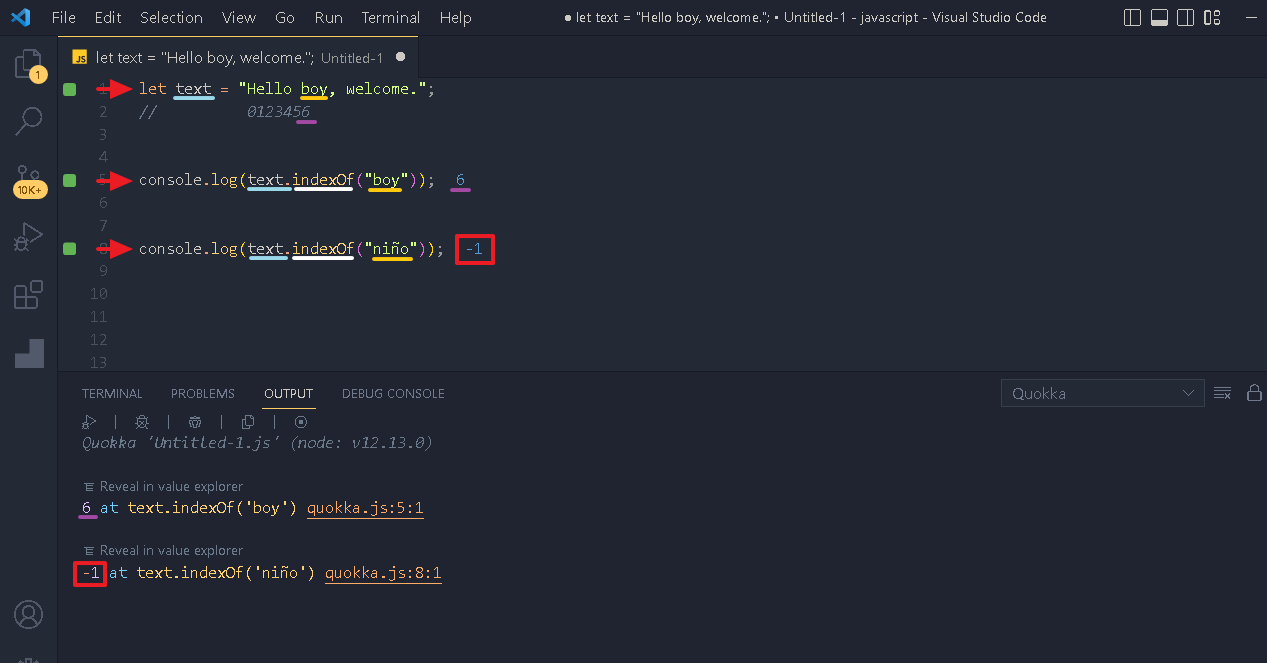 File Edit Selection View Go Run Terminal Help
● let text = "Hello boy, welcome."; • Untitled-1 - javascript - Visual Studio Code
JS let text = "Hello boy, welcome."; Untitled-1 ●
1
10K+
1 let text = "Hello boy, welcome.";
2 // 0123456
3
4
5 console.log(text.indexOf("boy")); 6
6
7
8 console.log(text.indexOf("niño")); -1
9
10
11
12
13
TERMINAL PROBLEMS OUTPUT DEBUG CONSOLE Quokka
Quokka 'Untitled-1.js' (node: v12.13.0)
Reveal in value explorer
6 at text.indexOf('boy') quokka.js:5:1
Reveal in value explorer
-1 at text.indexOf('niño') quokka.js:8:1